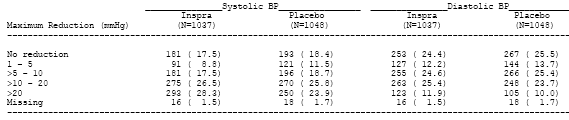 Systolic BP Diastolic BP
Inspra Placebo Inspra Placebo
Maximum Reduction (mmHg) (N=1037) (N=1048) (N=1037) (N=1048)
No reduction 181 ( 17.5) 193 ( 18.4) 253 ( 24.4) 267 ( 25.5)
1 - 5 91 ( 8.8) 121 ( 11.5) 127 ( 12.2) 144 ( 13.7)
>5 - 10 181 ( 17.5) 196 ( 18.7) 255 ( 24.6) 266 ( 25.4)
>10 - 20 275 ( 26.5) 270 ( 25.8) 263 ( 25.4) 248 ( 23.7)
>20 293 ( 28.3) 250 ( 23.9) 123 ( 11.9) 105 ( 10.0)
Missing 16 ( 1.5) 18 ( 1.7) 16 ( 1.5) 18 ( 1.7)